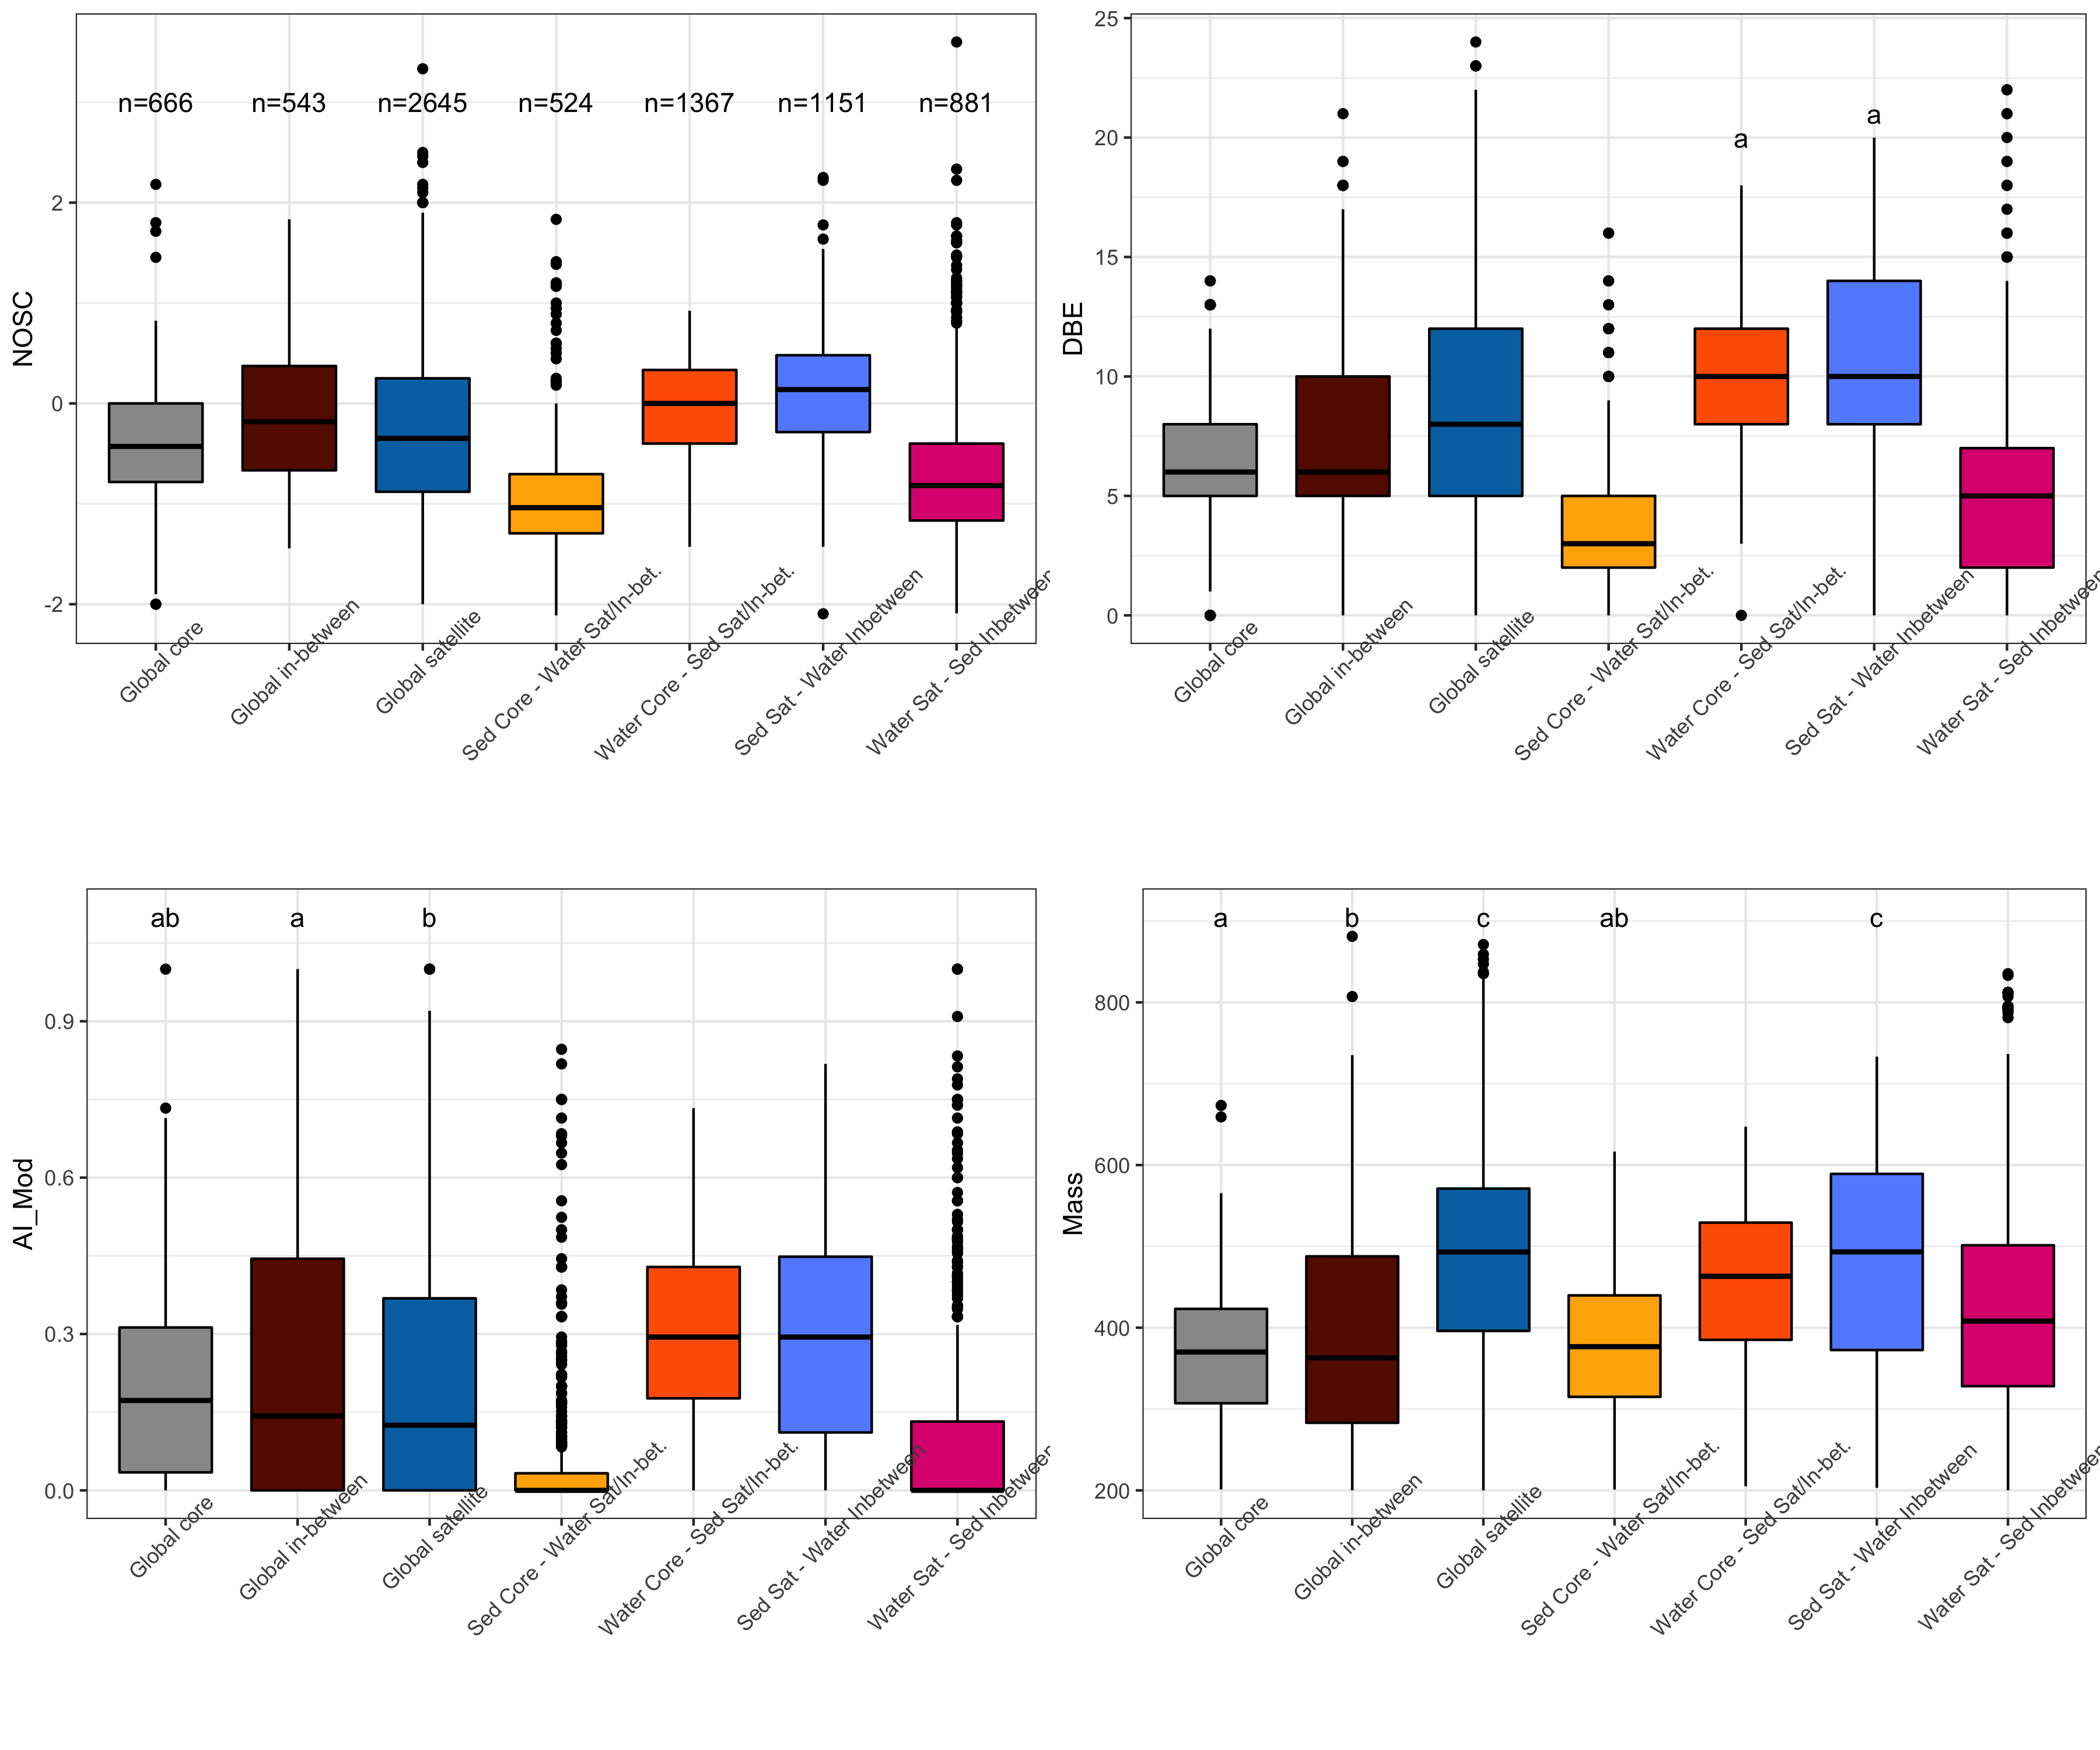 NOSC
2
0
-2
n=666
n=543
n=2645
n=524
n=1367
n=1151
n=881
Global core
Global in-between
Global satellite
Sed Core - Water Sat/In-bet.
Water Core - Sed Sat/In-bet.
Sed Sat - Water Inbetween
Water Sat - Sed Inbetween
DBE
25
20
15
10
5
0
a
a
Global core
Global in-between
Global satellite
Sed Core - Water Sat/In-bet.
Water Core - Sed Sat/In-bet.
Sed Sat - Water Inbetween
Water Sat - Sed Inbetween
AI_Mod
0.9
0.6
0.3
0.0
ab
a
b
Global core
Global in-between
Global satellite
Sed Core - Water Sat/In-bet.
Water Core - Sed Sat/In-bet.
Sed Sat - Water Inbetween
Water Sat - Sed Inbetween
Mass
800
600
400
200
a
b
c
ab
c
Global core
Global in-between
Global satellite
Sed Core - Water Sat/In-bet.
Water Core - Sed Sat/In-bet.
Sed Sat - Water Inbetween
Water Sat - Sed Inbetween